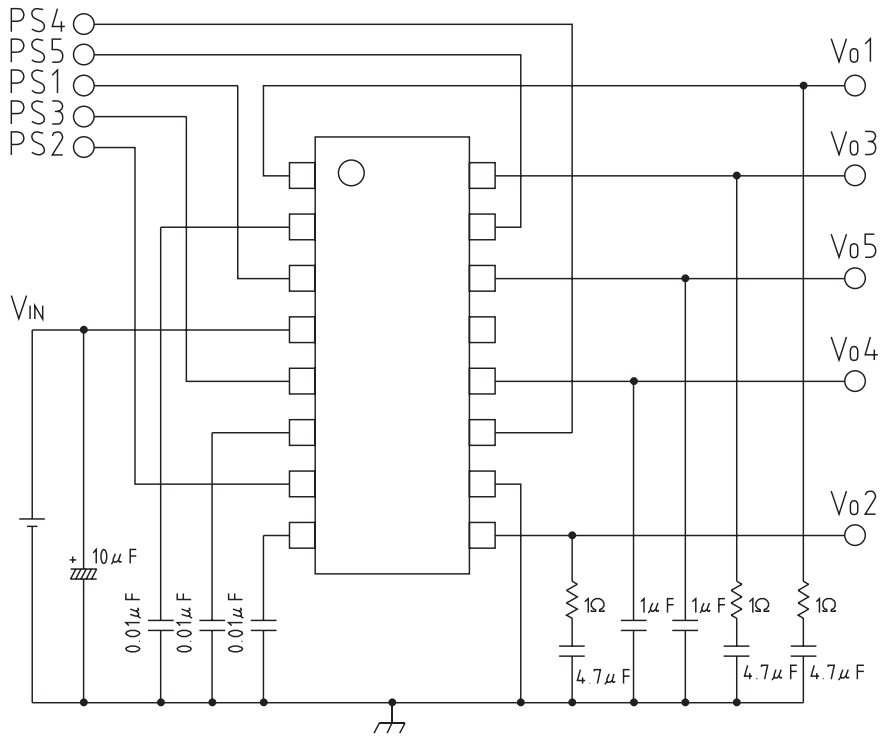 PS4
PS5
PS1
PS3
PS2
Vo1
Vo3
Vo5
VIN
Vo4
Vo2
10μF
0.01μF
0.01μF
0.01μF
1Ω
1μF
1μF
1Ω
1Ω
4.7μF
4.7μF
4.7μF
+